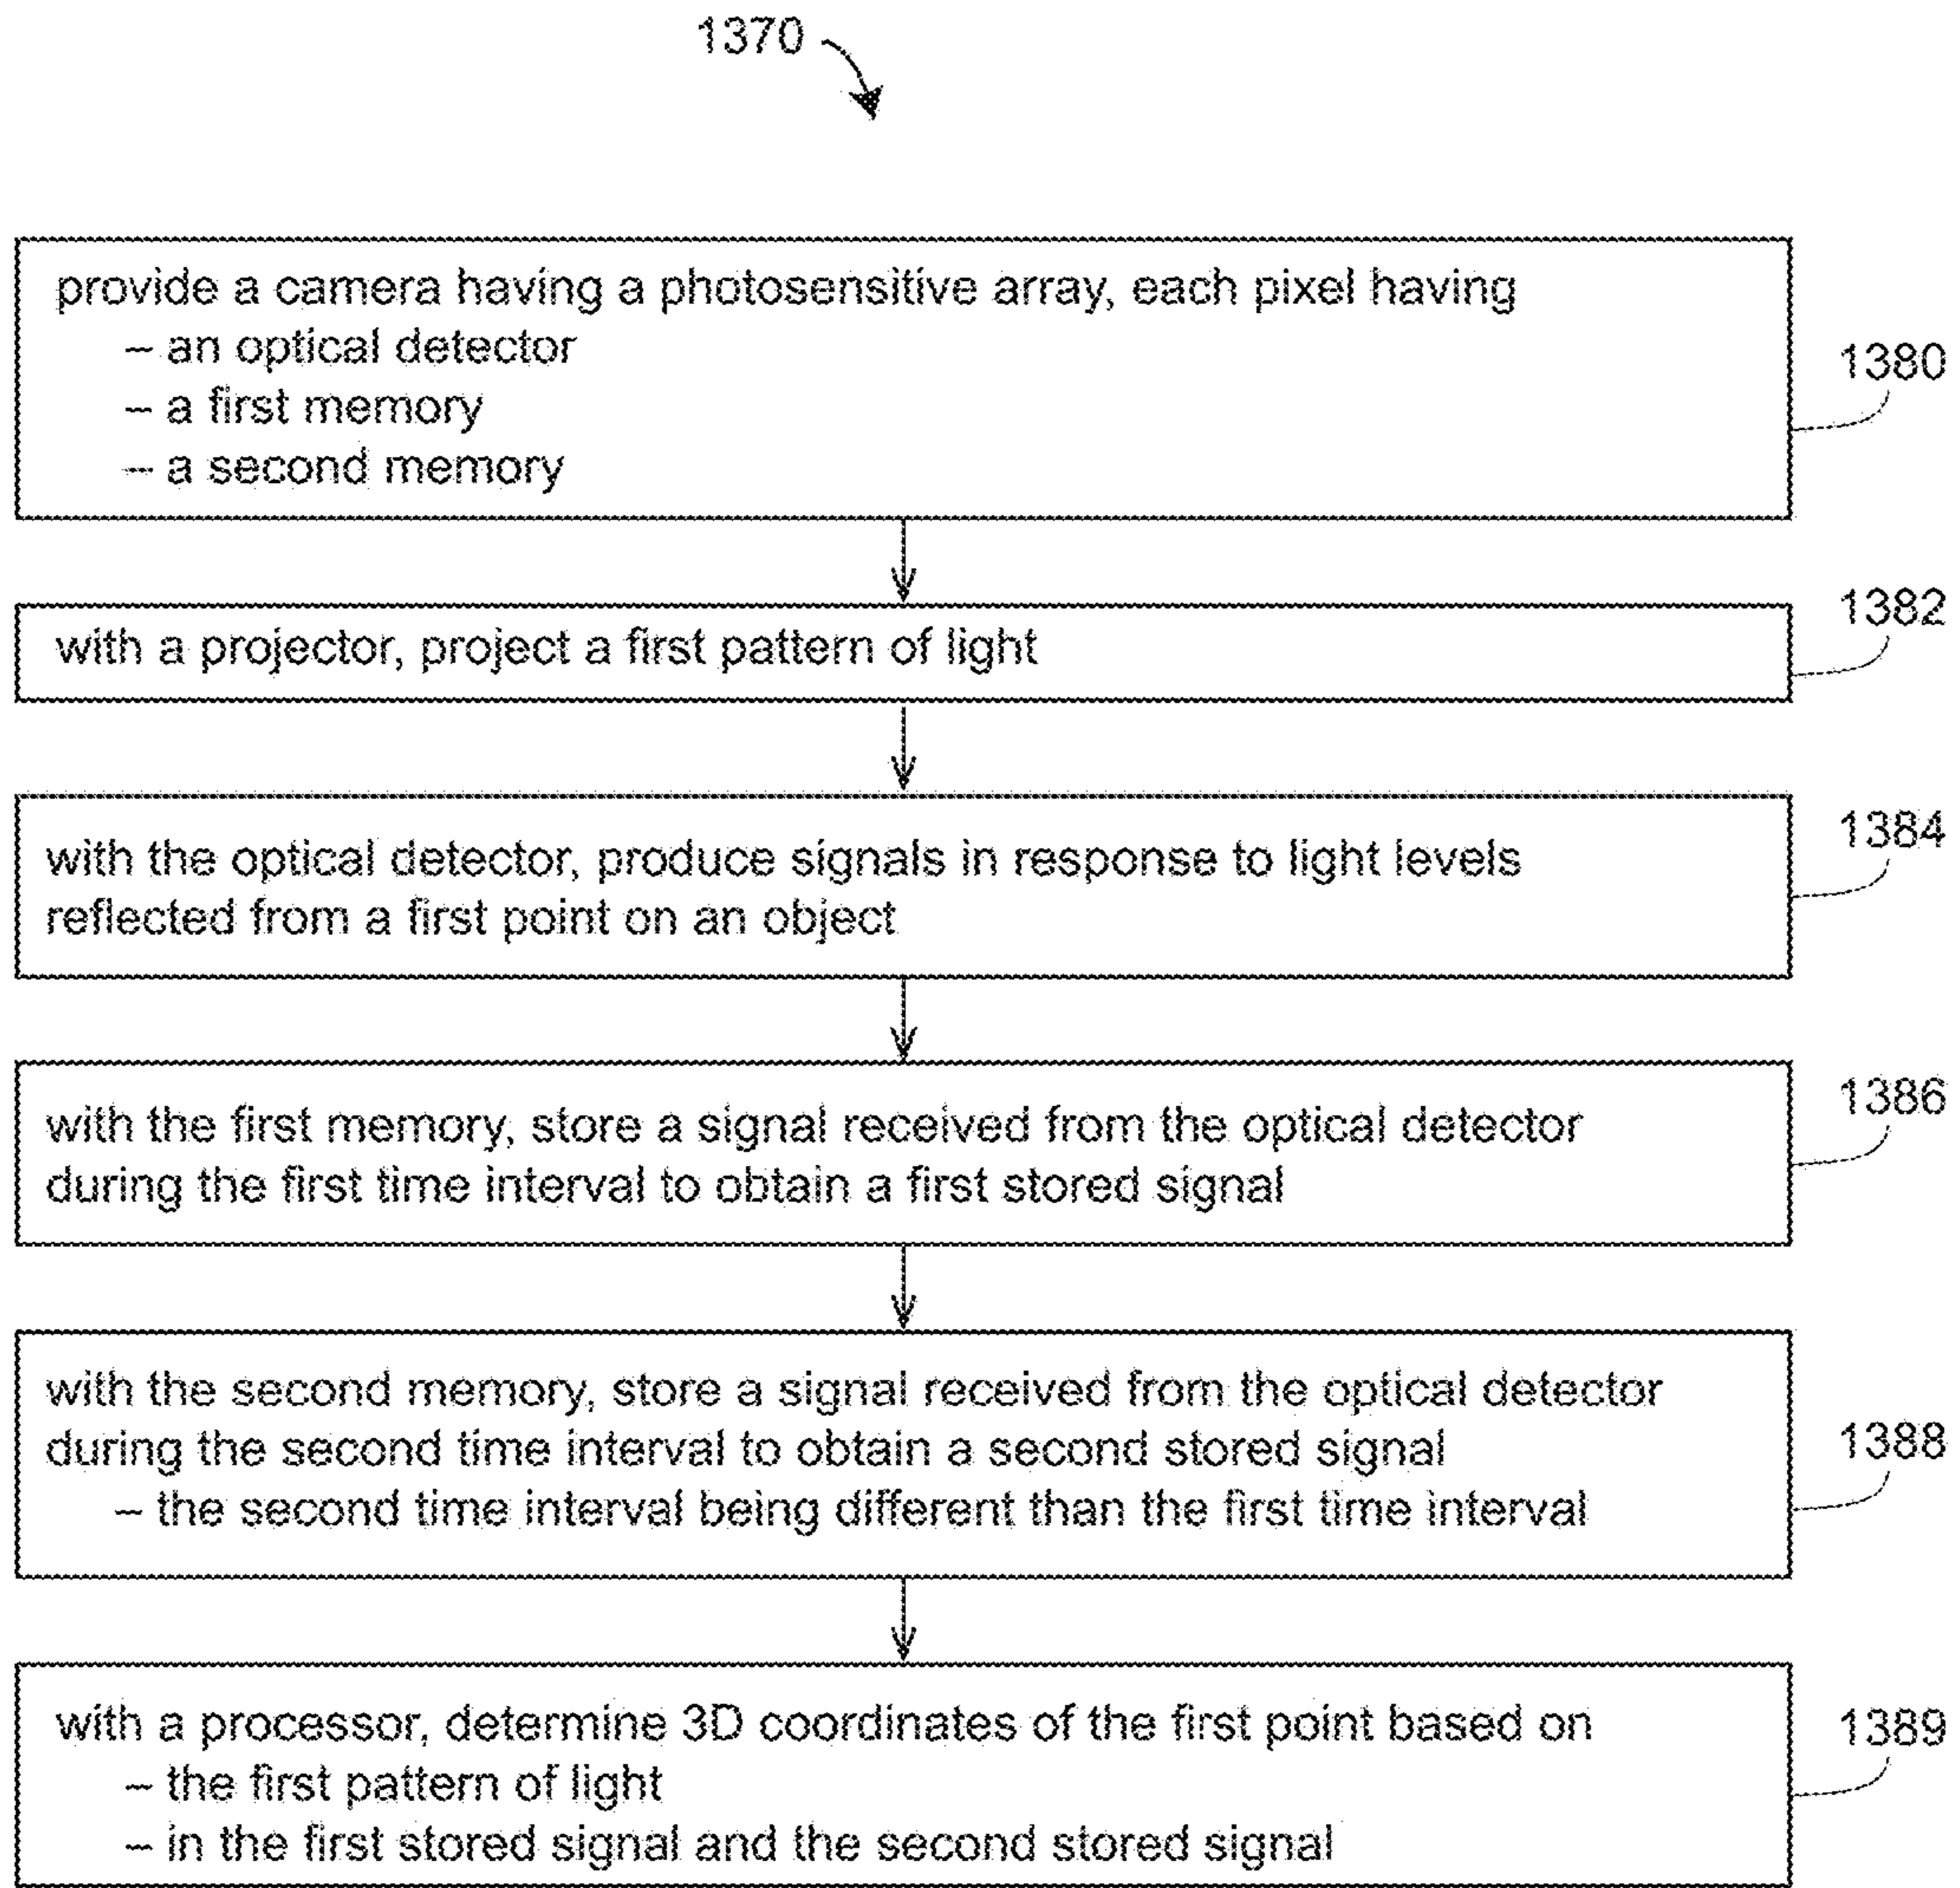 1370
provide a camera having a photosensitive array, each pixel having
– an optical detector
– a first memory
– a second memory
1380
with a projector, project a first pattern of light
1382
with the optical detector, produce signals in response to light levels
reflected from a first point on an object
1384
with the first memory, store a signal received from the optical detector
during the first time interval to obtain a first stored signal
1386
with the second memory, store a signal received from the optical detector
during the second time interval to obtain a second stored signal
– the second time interval being different than the first time interval
1388
with a processor, determine 3D coordinates of the first point based on
– the first pattern of light
– in the first stored signal and the second stored signal
1389